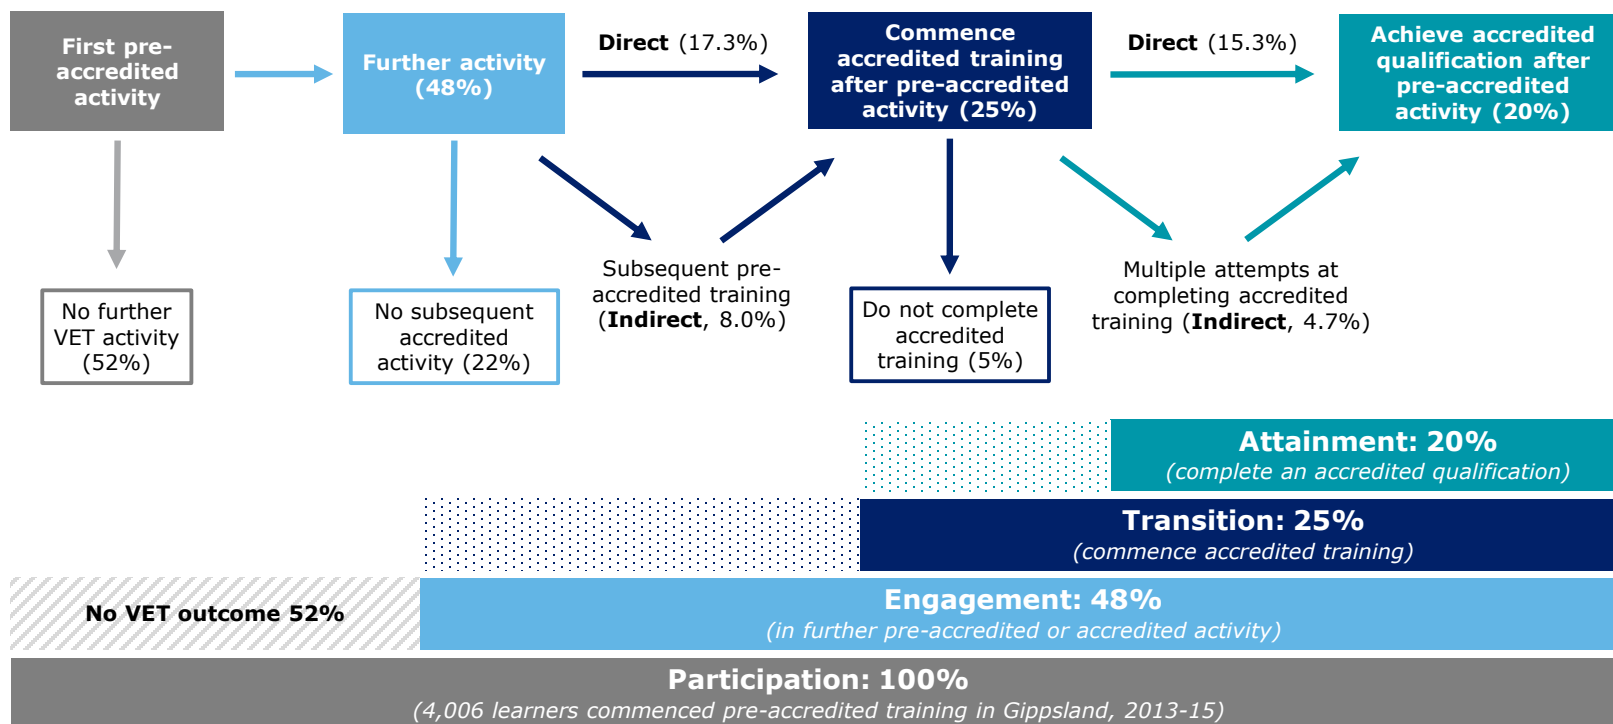 First pre-
accredited
activity
Further activity
(48%)
Direct (17.3%)
Commence
accredited training
after pre-accredited
activity (25%)
Direct (15.3%)
Achieve accredited
qualification after
pre-accredited
activity (20%)
No further
VET activity
(52%)
No subsequent
accredited
activity (22%)
Subsequent pre-
accredited training
(Indirect, 8.0%)
Do not complete
accredited
training (5%)
Multiple attempts at
completing accredited
training (Indirect, 4.7%)
Attainment: 20%
(complete an accredited qualification)
Transition: 25%
(commence accredited training)
No VET outcome 52%
Engagement: 48%
(in further pre-accredited or accredited activity)
Participation: 100%
(4,006 learners commenced pre-accredited training in Gippsland, 2013-15)